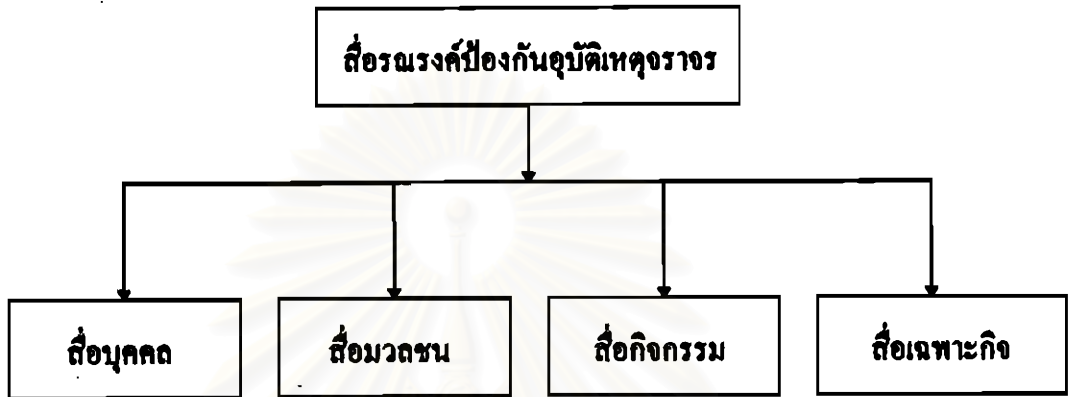 สื่อรณรงค์ป้องกันอุบัติเหตุจราจร
สื่อบุคคล
สื่อมวลชน
สื่อกิจกรรม
สื่อเฉพาะกิจ